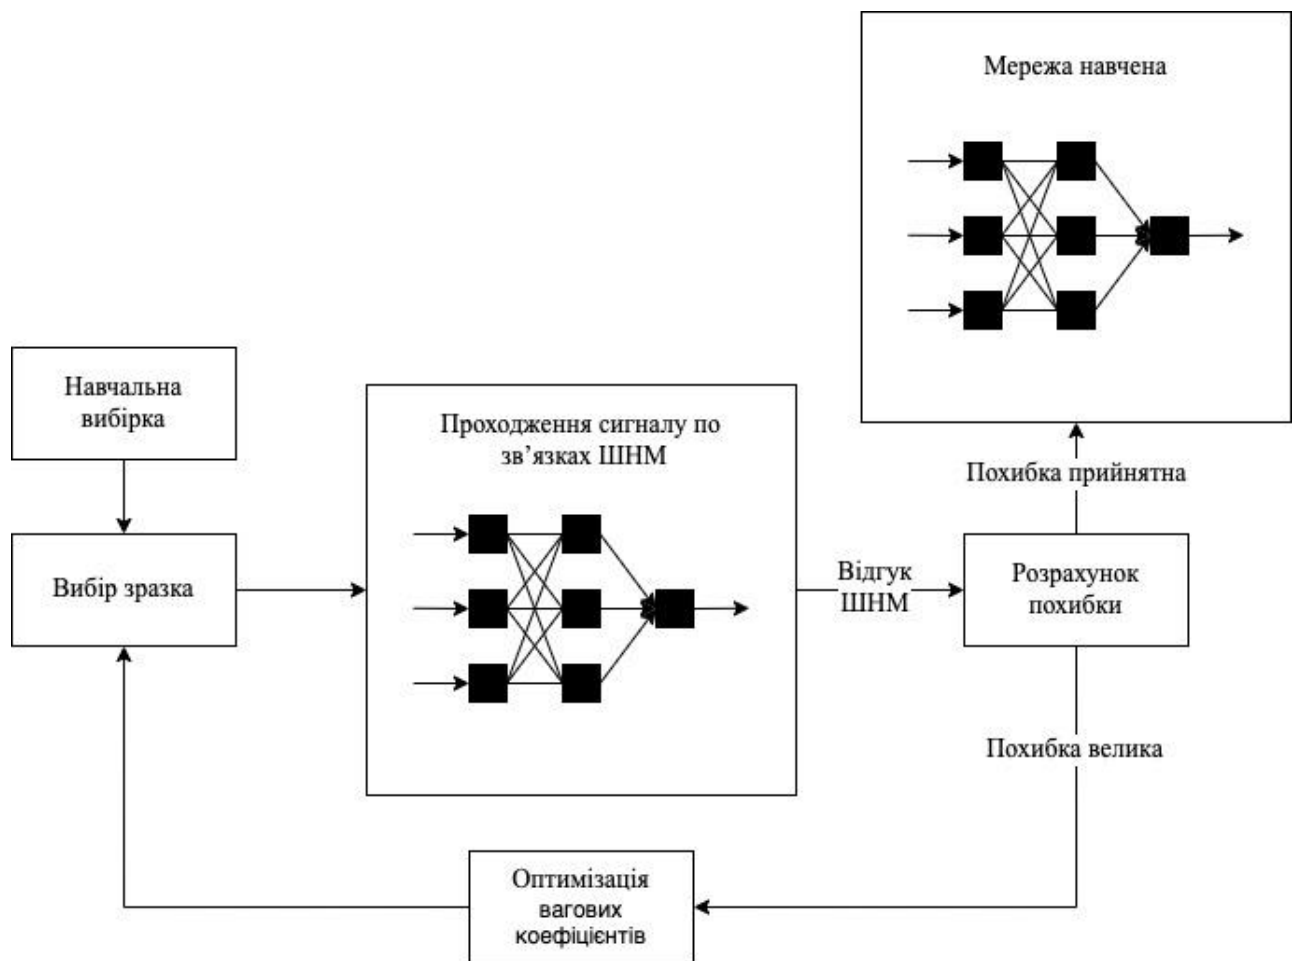 Мережа навчена
Навчальна
вибірка
Проходження сигналу по
зв’язках ШНМ
Похибка прийнятна
Вибір зразка
Відгук
ШНМ
Розрахунок
похибки
Похибка велика
Оптимізація
вагових
коефіцієнтів